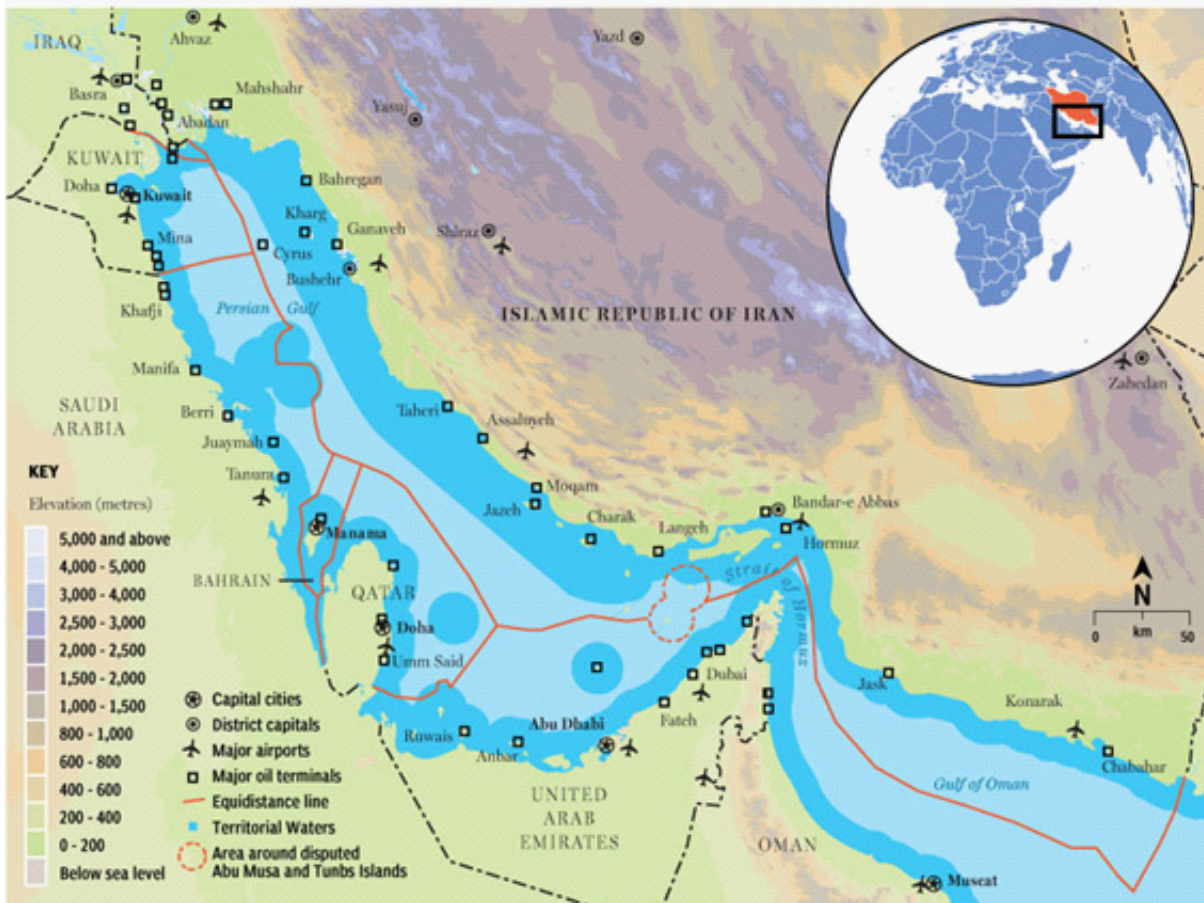 IRAQ
Ahvaz
Yazd
Basra
Mahshahr
Abadan
Yasuj
KUWAIT
Doha
Kuwait
Bahregan
Kharg
Ganaveh
Shiraz
Mina
Cyrus
Bushehr
Khafji
Persian Gulf
ISLAMIC REPUBLIC OF IRAN
Zahedan
Manifa
SAUDI
ARABIA
Berri
Taheri
Assaluyeh
Juaymah
Tanura
Moqam
Jazeh
Bandar-e Abbas
Charak
Langeh
Hormuz
Manama
BAHRAIN
QATAR
Strait of Hormuz
Doha
Umm Said
Dubai
Jask
Konarak
Fateh
Abu Dhabi
Ruwais
Anbar
Chabahar
Gulf of Oman
UNITED
ARAB
EMIRATES
OMAN
Muscat
N
0 50
km
KEY
Elevation (metres)
5,000 and above
4,000 - 5,000
3,000 - 4,000
2,500 - 3,000
2,000 - 2,500
1,500 - 2,000
1,000 - 1,500
800 - 1,000
600 - 800
400 - 600
200 - 400
0 - 200
Below sea level
Capital cities
District capitals
Major airports
Major oil terminals
Equidistance line
Territorial Waters
Area around disputed
Abu Musa and Tunbs Islands